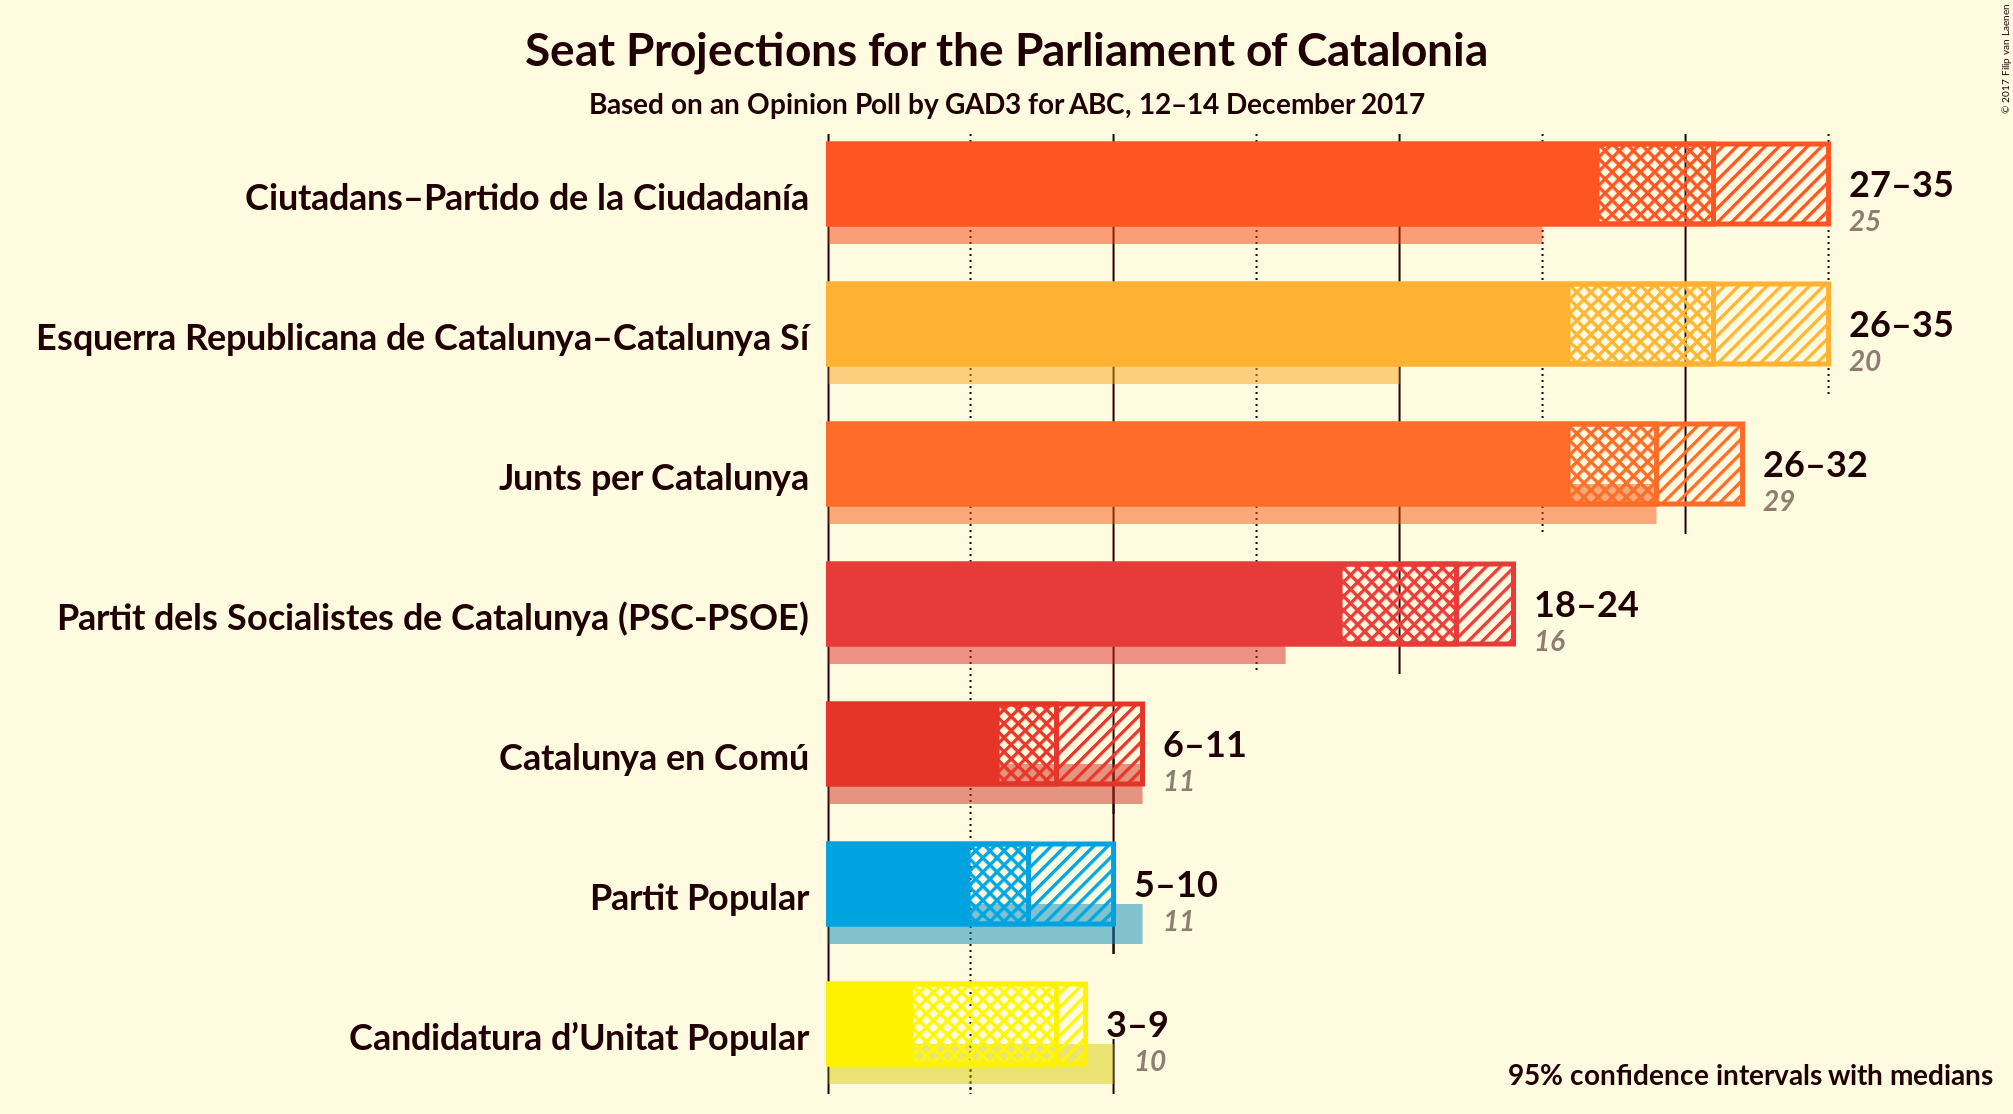 Seat Projections for the Parliament of Catalonia
Based on an Opinion Poll by GAD3 for ABC, 12–14 December 2017
© 2017 Filip van Laenen
Ciutadans–Partido de la Ciudadanía
27–35
25
Esquerra Republicana de Catalunya–Catalunya Sí
26–35
20
Junts per Catalunya
26–32
29
Partit dels Socialistes de Catalunya (PSC-PSOE)
18–24
16
Catalunya en Comú
6–11
11
Partit Popular
5–10
11
Candidatura d’Unitat Popular
3–9
10
95% confidence intervals with medians